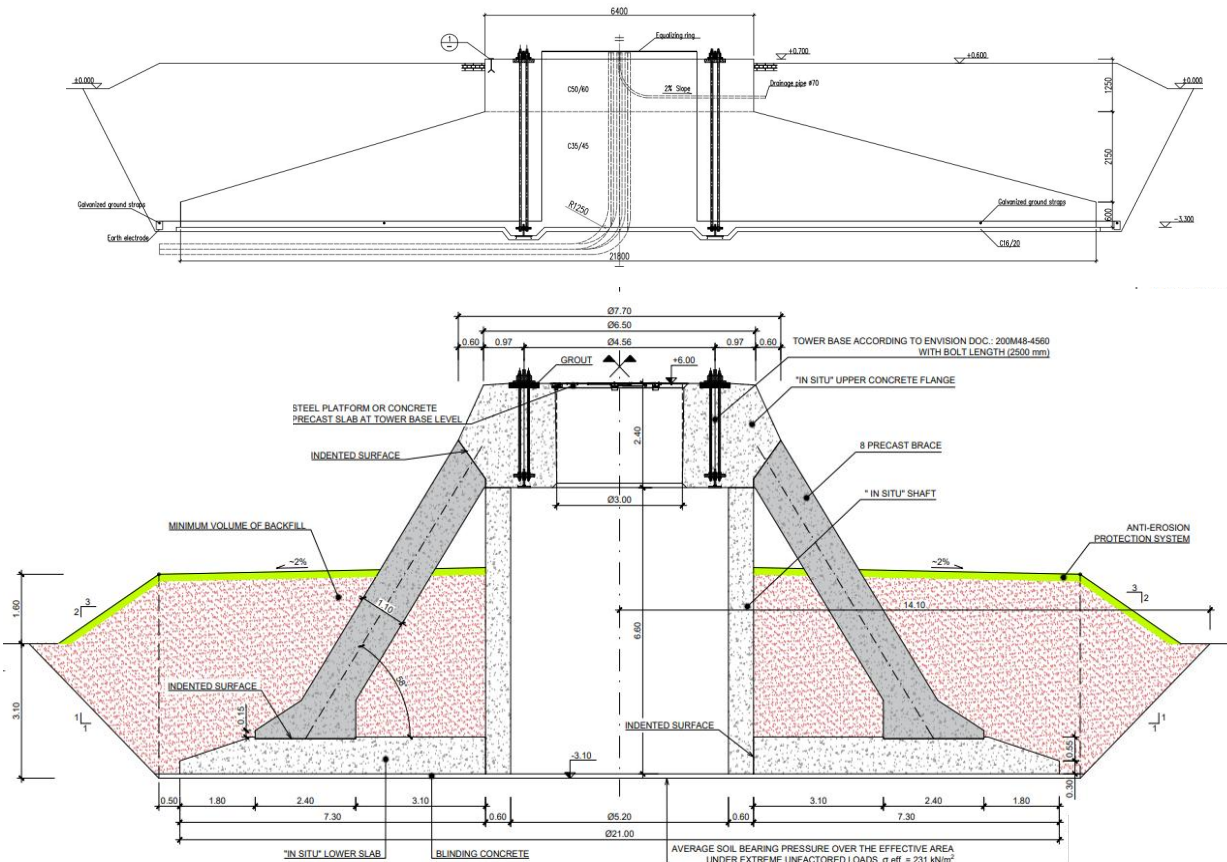 6400
Equalizing ring
1
+0.700
+0.600
±0.000
±0.000
C50/60
2% Slope
Drainage pipe ø70
1250
C35/45
2150
Galvanized ground straps
R1250
Galvanized ground straps
600
-3.300
Earth electrode
C16/20
21800
Ø7.70
Ø6.50
0.60
0.97
Ø4.56
0.97
0.60
TOWER BASE ACCORDING TO ENVISION DOC.: 200M48-4560
WITH BOLT LENGTH (2500 mm)
GROUT
+6.00
"IN SITU" UPPER CONCRETE FLANGE
STEEL PLATFORM OR CONCRETE
PRECAST SLAB AT TOWER BASE LEVEL
2.40
8 PRECAST BRACE
INDENTED SURFACE
Ø3.00
" IN SITU" SHAFT
MINIMUM VOLUME OF BACKFILL
ANTI-EROSION
PROTECTION SYSTEM
~2%
~2%
1.60
3
2
1.10
14.10
3
2
6.60
58°
INDENTED SURFACE
3.10
0.15
1
1
INDENTED SURFACE
1
1
-3.10
0.55
0.30
0.50
1.80
2.40
3.10
3.10
2.40
1.80
7.30
0.60
Ø5.20
0.60
7.30
Ø21.00
"IN SITU" LOWER SLAB
BLINDING CONCRETE
AVERAGE SOIL BEARING PRESSURE OVER THE EFFECTIVE AREA
UNDER EXTREME UNFACTORED LOADS σ eff. = 231 kN/m²